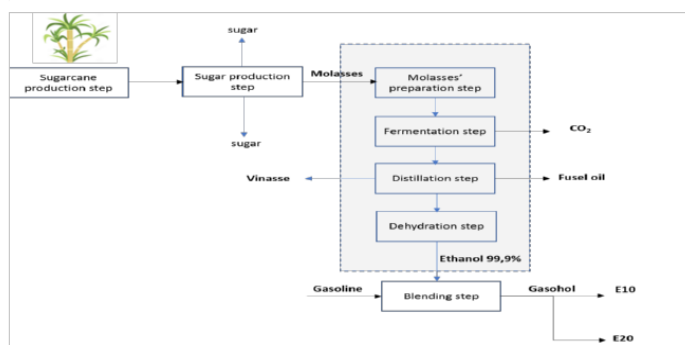 sugar
Sugarcane
production step
Sugar production
step
Molasses
Molasses'
preparation step
Fermentation step
CO₂
sugar
Vinasse
Distillation step
Fusel oil
Dehydration step
Ethanol 99,9%
Gasoline
Blending step
Gasohol
E10
E20